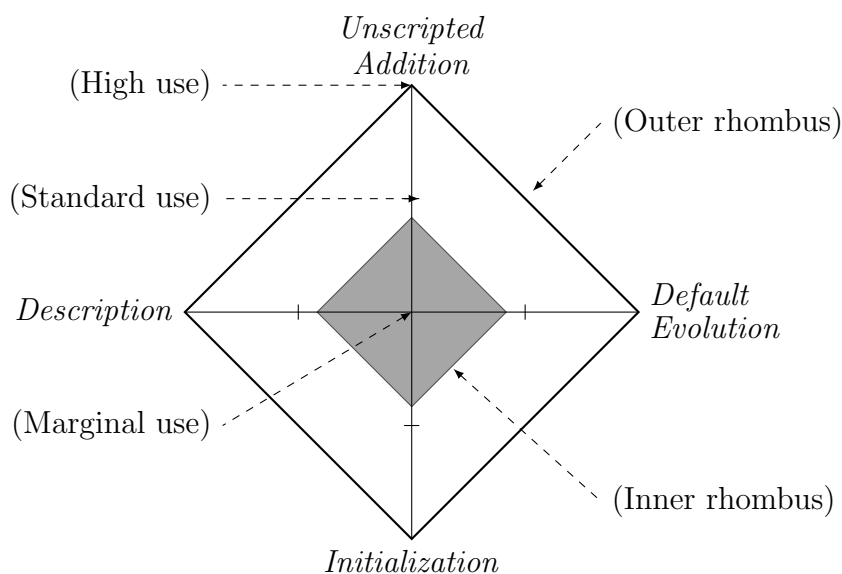 Unscripted
Addition
(High use)
(Outer rhombus)
(Standard use)
Description
Default
Evolution
(Marginal use)
(Inner rhombus)
Initialization